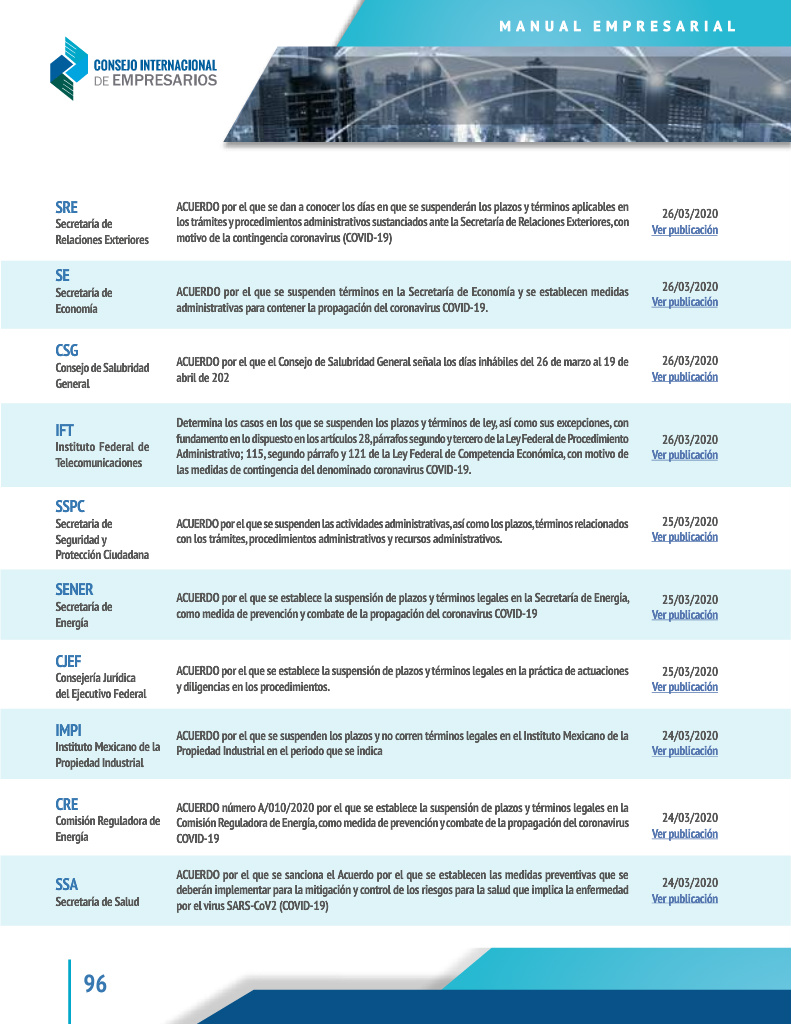 MANUAL EMPRESARIAL
CONSEJO INTERNACIONAL
DE EMPRESARIOS
SRE
Secretaría de
Relaciones Exteriores
ACUERDO por el que se dan a conocer los días en que se suspenderán los plazos y términos aplicables en
los trámites y procedimientos administrativos sustanciados ante la Secretaría de Relaciones Exteriores, con
motivo de la contingencia coronavirus (COVID-19)
26/03/2020
Ver publicación
SE
Secretaría de
Economía
ACUERDO por el que se suspenden términos en la Secretaría de Economía y se establecen medidas
administrativas para contener la propagación del coronavirus COVID-19.
26/03/2020
Ver publicación
CSG
Consejo de Salubridad
General
ACUERDO por el que el Consejo de Salubridad General señala los días inhábiles del 26 de marzo al 19 de
abril de 202
26/03/2020
Ver publicación
IFT
Instituto Federal de
Telecomunicaciones
Determina los casos en los que se suspenden los plazos y términos de ley, así como sus excepciones, con
fundamento en lo dispuesto en los artículos 28, párrafos segundo y tercero de la Ley Federal de Procedimiento
Administrativo; 115, segundo párrafo y 121 de la Ley Federal de Competencia Económica, con motivo de
las medidas de contingencia del denominado coronavirus COVID-19.
26/03/2020
Ver publicación
SSPC
Secretaría de
Seguridad y
Protección Ciudadana
ACUERDO por el que se suspenden las actividades administrativas, así como los plazos, términos relacionados
con los trámites, procedimientos administrativos y recursos administrativos.
25/03/2020
Ver publicación
SENER
Secretaría de
Energía
ACUERDO por el que se establece la suspensión de plazos y términos legales en la Secretaría de Energía,
como medida de prevención y combate de la propagación del coronavirus COVID-19
25/03/2020
Ver publicación
CJEF
Consejería Jurídica
del Ejecutivo Federal
ACUERDO por el que se establece la suspensión de plazos y términos legales en la práctica de actuaciones
y diligencias en los procedimientos.
25/03/2020
Ver publicación
IMPI
Instituto Mexicano de la
Propiedad Industrial
ACUERDO por el que se suspenden los plazos y no corren términos legales en el Instituto Mexicano de la
Propiedad Industrial en el periodo que se indica
24/03/2020
Ver publicación
CRE
Comisión Reguladora de
Energía
ACUERDO número A/010/2020 por el que se establece la suspensión de plazos y términos legales en la
Comisión Reguladora de Energía, como medida de prevención y combate de la propagación del coronavirus
COVID-19
24/03/2020
Ver publicación
SSA
Secretaría de Salud
ACUERDO por el que se sanciona el Acuerdo por el que se establecen las medidas preventivas que se
deberán implementar para la mitigación y control de los riesgos para la salud que implica la enfermedad
por el virus SARS-CoV2 (COVID-19)
24/03/2020
Ver publicación
96